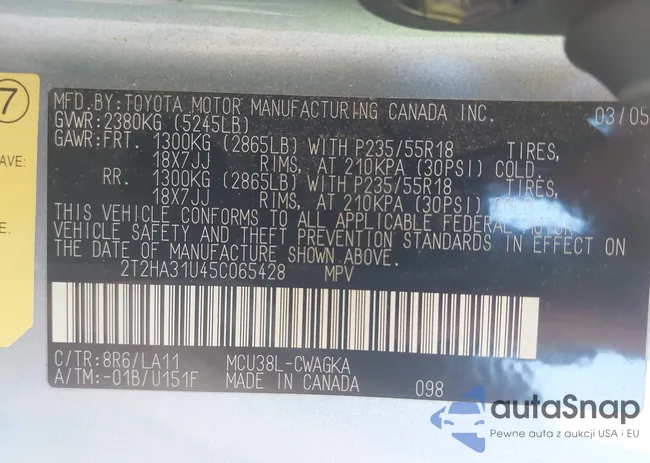 7
MFD.BY:TOYOTA MOTOR MANUFACTURING CANADA INC. 03/05
GVWR:2380KG (5245LB)
GAWR:FRT. 1300KG (2865LB) WITH P235/55R18 TIRES,
18X7JJ RIMS, AT 210KPA (30PSI) COLD.
RR. 1300KG (2865LB) WITH P235/55R18 TIRES,
18X7JJ RIMS, AT 210KPA (30PSI) COLD.
THIS VEHICLE CONFORMS TO ALL APPLICABLE FEDERAL MOTOR
VEHICLE SAFETY AND THEFT PREVENTION STANDARDS IN EFFECT ON
THE DATE OF MANUFACTURE SHOWN ABOVE.
2T2HA31U45C065428 MPV
C/TR:8R6/LA11 MCU38L-CWAGKA
A/TM:-01B/U151F MADE IN CANADA 098
AVE:
autaSnap
Pewne auta z aukcji USA i EU